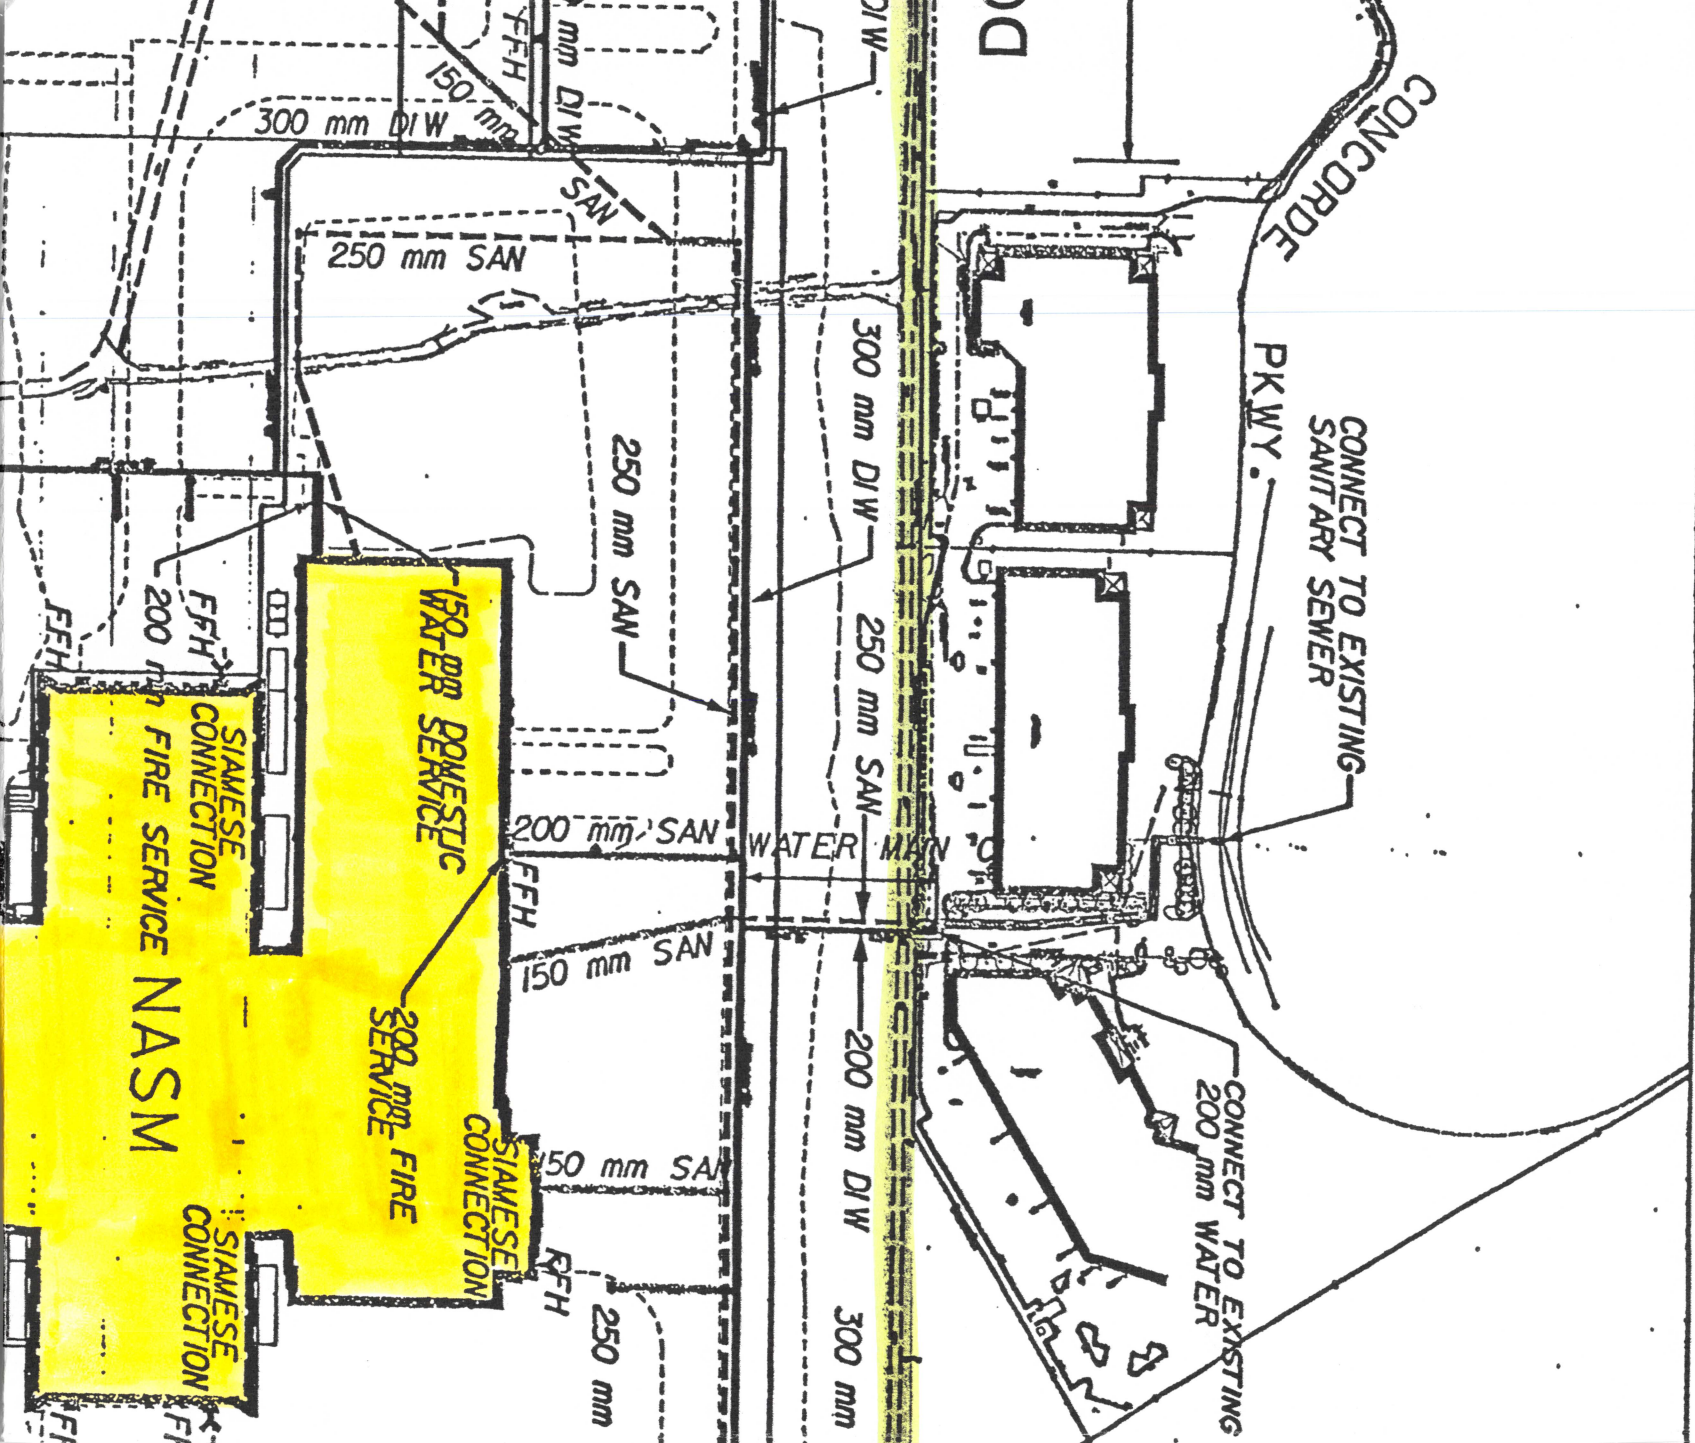 DIW
DO
CONCORDE
PKWY.
FFH
mm DIW
150 mm
SAN
300 mm DIW
250 mm SAN
300 mm DIW
250 mm SAN
CONNECT TO EXISTING
SANITARY SEWER
250 mm SAN
150 mm DOMESTIC
WATER SERVICE
FFH
FFH
200 mm FIRE SERVICE
SIAMESE
CONNECTION
200 mm SAN
WATER MAIN
FFH
150 mm SAN
NASM
200 mm FIRE
SERVICE
200 mm DIW
CONNECT TO EXISTING
200 mm WATER
SIAMESE
CONNECTION
150 mm SAN
FFH
SIAMESE
CONNECTION
250 mm
300 mm
FF
FF